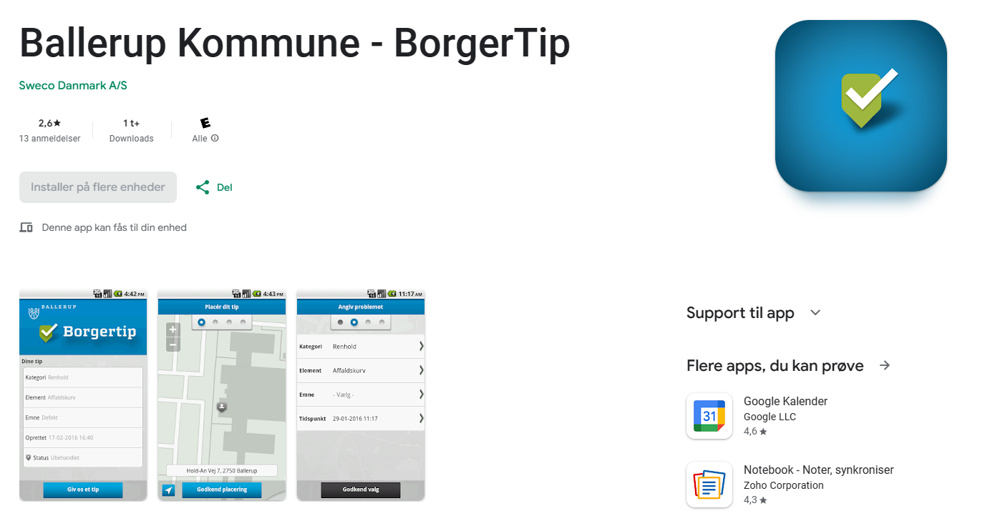 Ballerup Kommune - BorgerTip
Sweco Danmark A/S
2,6★
13 anmeldelser
1 t+
Downloads
E
Alle
Installer på flere enheder
Del
Denne app kan fås til din enhed
4:42 PM
BALLERUP
Borgertip
Dine tip
Kategori Renhold
Element Affaldskurv
Emne Defekt
Oprettet 17-02-2016 16:40
Status Ubehandlet
Giv os et tip
4:43 PM
Placér dit tip
+
−
Hold-An Vej 7, 2750 Ballerup
Godkend placering
11:17 AM
Angiv problemet
Kategori Renhold
Element Affaldskurv
Emne - Vælg -
Tidspunkt 29-01-2016 11:17
Godkend valg
Support til app
Flere apps, du kan prøve
31
Google Kalender
Google LLC
4,6★
Notebook - Noter, synkroniser
Zoho Corporation
4,3★